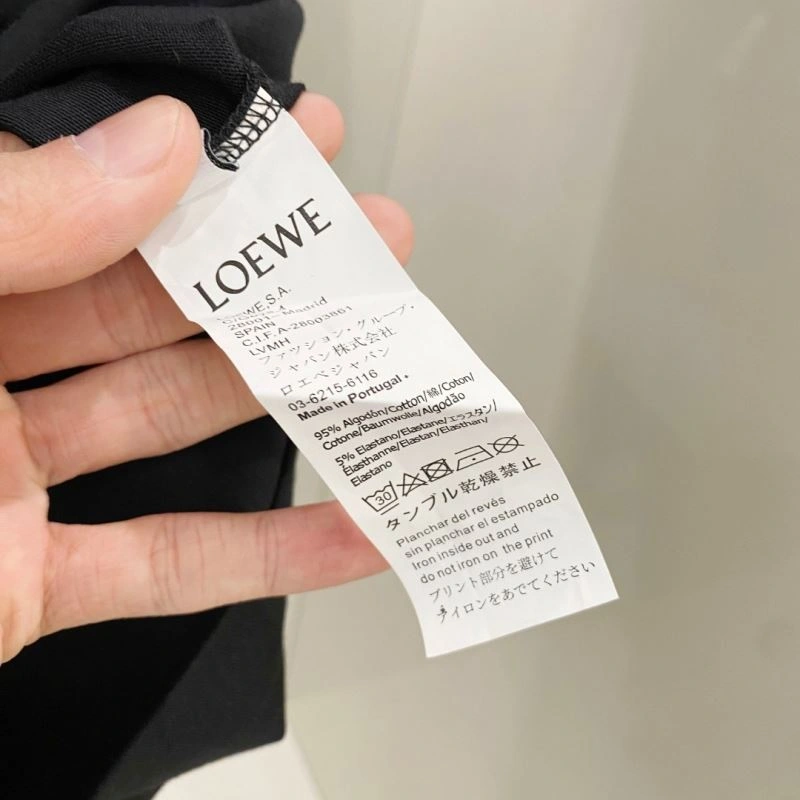 LOEWE
LOEWE,S.A.
28001-Madrid
SPAIN
C.I.F.A-28003861
LVMH
ファッション・グループ・
ジャパン株式会社
ロエベジャパン
03-6215-6116
Made in Portugal.
95% Algodón/Cotton/綿/Coton/
Cotone/Baumwolle/Algodão
5% Elastano/Elastane/エラスタン/
Élasthanne/Elastan/Elasthan/
Elastano
30
タンブル乾燥禁止
Planchar del revés
sin planchar el estampado
Iron inside out and
do not iron on the print
プリント部分を避けて
アイロンをあでてください